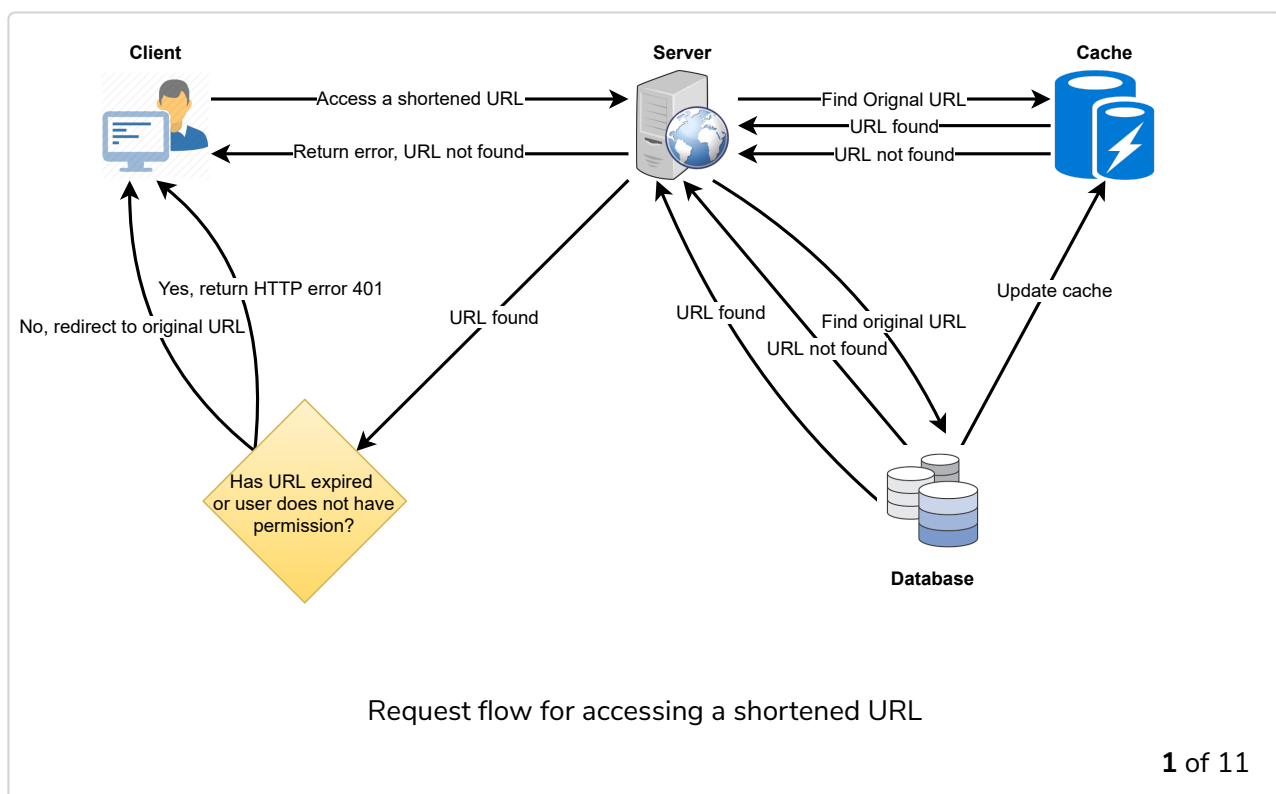 Client
Server
Cache
Access a shortened URL
Find Orignal URL
URL found
Return error, URL not found
URL not found
Yes, return HTTP error 401
Update cache
No, redirect to original URL
URL found
URL found
Find original URL
URL not found
Has URL expired
or user does not have
permission?
Database
Request flow for accessing a shortened URL
1 of 11